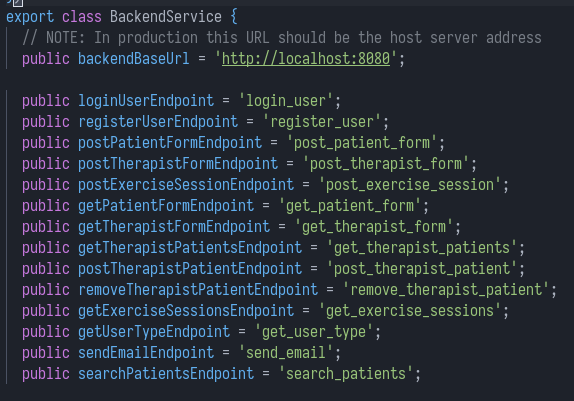 export class BackendService {
// NOTE: In production this URL should be the host server address
public backendBaseUrl = 'http://localhost:8080';
public loginUserEndpoint = 'login_user';
public registerUserEndpoint = 'register_user';
public postPatientFormEndpoint = 'post_patient_form';
public postTherapistFormEndpoint = 'post_therapist_form';
public postExerciseSessionEndpoint = 'post_exercise_session';
public getPatientFormEndpoint = 'get_patient_form';
public getTherapistFormEndpoint = 'get_therapist_form';
public getTherapistPatientsEndpoint = 'get_therapist_patients';
public postTherapistPatientEndpoint = 'post_therapist_patient';
public removeTherapistPatientEndpoint = 'remove_therapist_patient';
public getExerciseSessionsEndpoint = 'get_exercise_sessions';
public getUserTypeEndpoint = 'get_user_type';
public sendEmailEndpoint = 'send_email';
public searchPatientsEndpoint = 'search_patients';